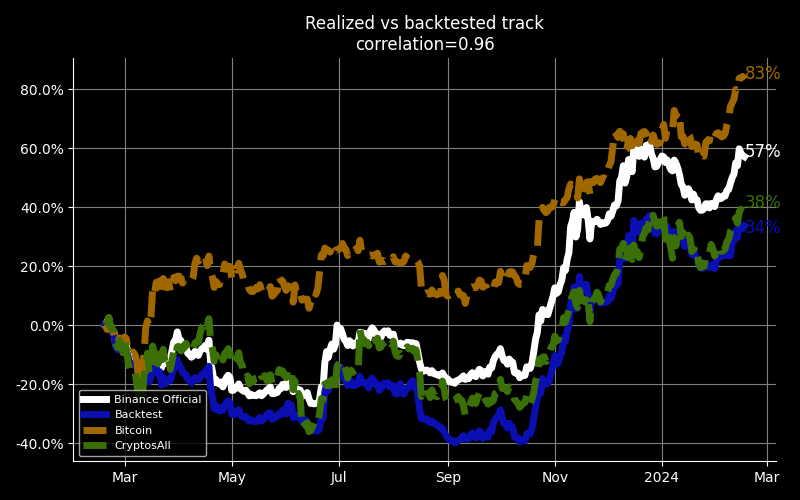 Realized vs backtested track
correlation=0.96
80.0%
60.0%
40.0%
20.0%
0.0%
-20.0%
-40.0%
83%
57%
38%
34%
Binance Official
Backtest
Bitcoin
CryptosAll
Mar
May
Jul
Sep
Nov
2024
Mar